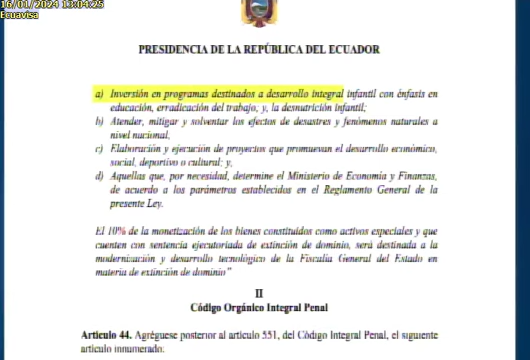 16/01/2024 13:04:25
Ecuavisa
PRESIDENCIA DE LA REPÚBLICA DEL ECUADOR
a) Inversión en programas destinados a desarrollo integral infantil con énfasis en
educación, erradicación del trabajo, y, la desnutrición infantil;
b) Atender, mitigar y solventar los efectos de desastres y fenómenos naturales a
nivel nacional,
c) Elaboración y ejecución de proyectos que promuevan el desarrollo económico,
social, deportivo o cultural; y,
d) Aquellas que, por necesidad, determine el Ministerio de Economía y Finanzas,
de acuerdo a los parámetros establecidos en el Reglamento General de la
presente Ley.
El 10% de la monetización de los bienes constituidos como activos especiales y que
cuenten con sentencia ejecutoriada de extinción de dominio, será destinada a la
modernización y desarrollo tecnológico de la Fiscalía General del Estado en
materia de extinción de dominio"
II
Código Orgánico Integral Penal
Artículo 44. Agréguese posterior al artículo 551, del Código Integral Penal, el siguiente
artículo innumerado: